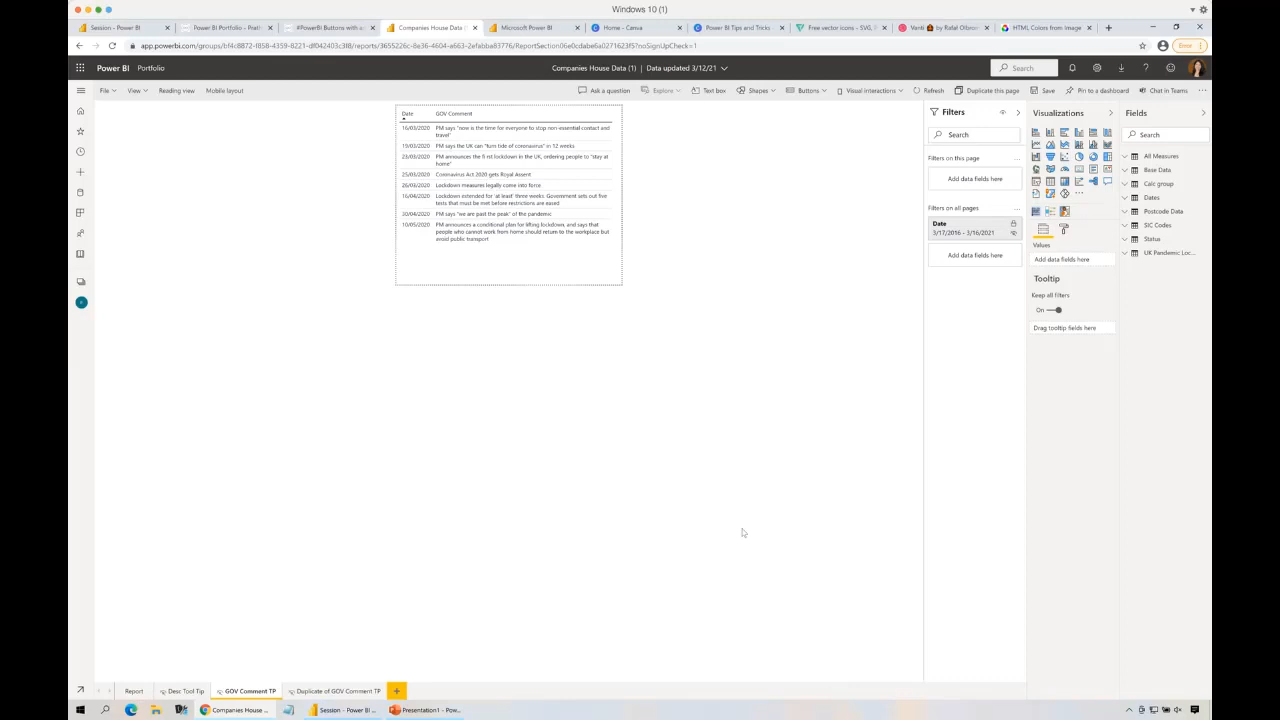 Windows 10 (1)
Session - Power BI
Power BI Portfolio - Prath
#PowerBI Buttons with e
Companies House Data (
Microsoft Power BI
Home - Canva
Power BI Tips and Tricks
Free vector icons - SVG, P
Venti by Rafal Olbrom
HTML Colors from Image
app.powerbi.com/groups/bf4c8872-f858-4359-8221-df042403c3f8/reports/3655226c-8e36-4604-a663-2efabba83776/ReportSection06e0cdabe6a0271623f5?noSignUpCheck=1
Error
Power BI Portfolio
Companies House Data (1) | Data updated 3/12/21
Search
File View Reading view Mobile layout
Ask a question Explore Text box Shapes Buttons Visual interactions Refresh Duplicate this page Save Pin to a dashboard Chat in Teams
Date GOV Comment
16/03/2020 PM says "now is the time for everyone to stop non-essential contact and
travel"
19/03/2020 PM says the UK can "turn tide of coronavirus" in 12 weeks
23/03/2020 PM announces the first lockdown in the UK, ordering people to "stay at
home"
25/03/2020 Coronavirus Act 2020 gets Royal Assent
26/03/2020 Lockdown measures legally come into force
16/04/2020 Lockdown extended for 'at least' three weeks. Government sets out five
tests that must be met before restrictions are eased
30/04/2020 PM says "we are past the peak" of the pandemic
10/05/2020 PM announces a conditional plan for lifting lockdown, and says that
people who cannot work from home should return to the workplace but
avoid public transport
Filters
Search
Filters on this page
Add data fields here
Filters on all pages
Date
3/17/2016 - 3/16/2021
Add data fields here
Visualizations
Values
Add data fields here
Tooltip
Keep all filters
On
Drag tooltip fields here
Fields
Search
All Measures
Base Data
Calc group
Dates
Postcode Data
SIC Codes
Status
UK Pandemic Loc...
Report
Desc Tool Tip
GOV Comment TP
Duplicate of GOV Comment TP
Companies House ...
Session - Power BI ...
Presentation1 - Pow...